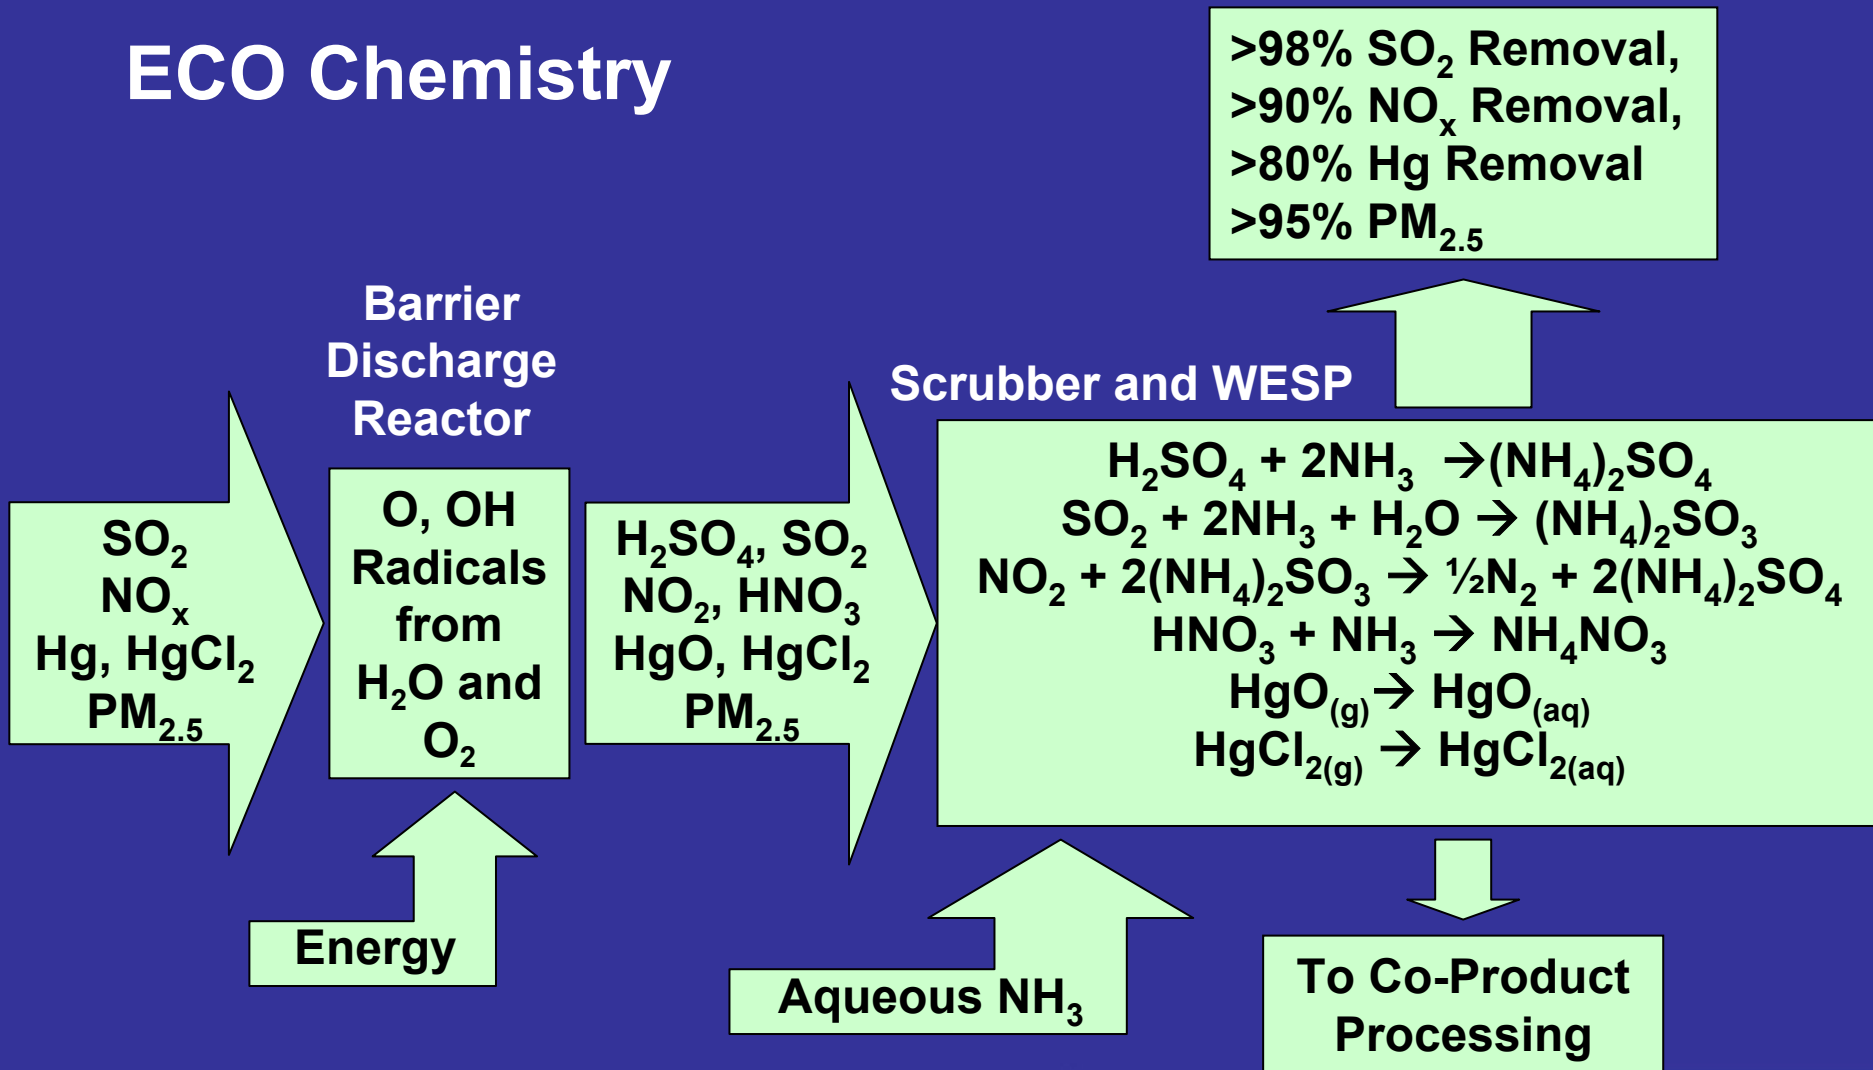 ECO Chemistry
>98% SO₂ Removal,
>90% NOₓ Removal,
>80% Hg Removal
>95% PM₂.₅
Barrier
Discharge
Reactor
Scrubber and WESP
SO₂
NOₓ
Hg, HgCl₂
PM₂.₅
O, OH
Radicals
from
H₂O and
O₂
H₂SO₄, SO₂
NO₂, HNO₃
HgO, HgCl₂
PM₂.₅
H₂SO₄ + 2NH₃ →(NH₄)₂SO₄
SO₂ + 2NH₃ + H₂O → (NH₄)₂SO₃
NO₂ + 2(NH₄)₂SO₃ → ½N₂ + 2(NH₄)₂SO₄
HNO₃ + NH₃ → NH₄NO₃
HgO₍g₎→ HgO₍aq₎
HgCl₂₍g₎ → HgCl₂₍aq₎
Energy
Aqueous NH₃
To Co-Product
Processing